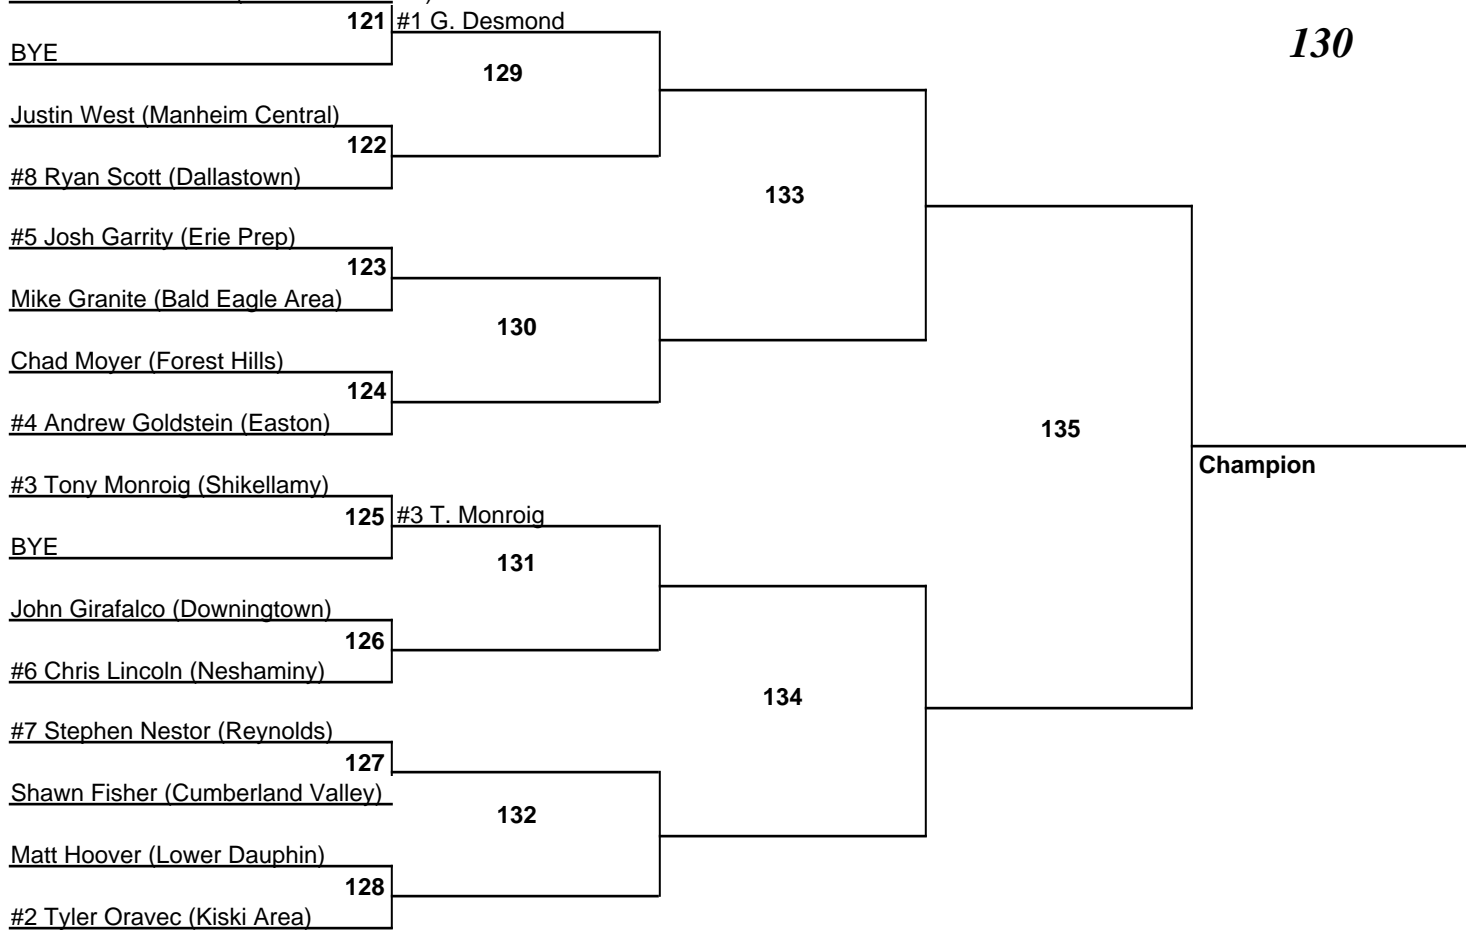 121 #1 G. Desmond
130
BYE
129
Justin West (Manheim Central)
122
#8 Ryan Scott (Dallastown)
133
#5 Josh Garrity (Erie Prep)
123
Mike Granite (Bald Eagle Area)
130
Chad Moyer (Forest Hills)
124
#4 Andrew Goldstein (Easton)
135
Champion
#3 Tony Monroig (Shikellamy)
125 #3 T. Monroig
BYE
131
John Girafalco (Downingtown)
126
#6 Chris Lincoln (Neshaminy)
134
#7 Stephen Nestor (Reynolds)
127
Shawn Fisher (Cumberland Valley)
132
Matt Hoover (Lower Dauphin)
128
#2 Tyler Oravec (Kiski Area)